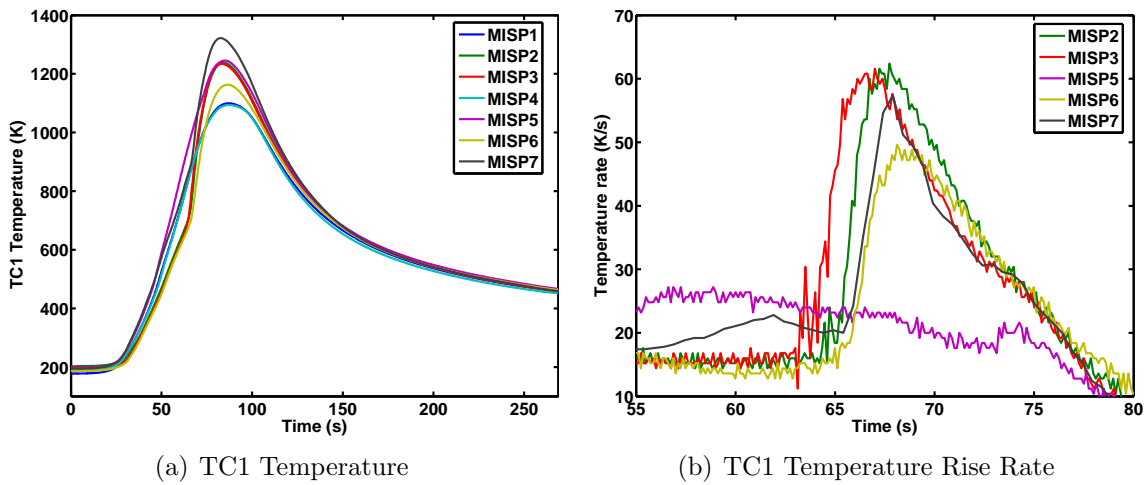 1400
1200
1000
800
600
400
200
0
50
100
150
200
250
TC1 Temperature (K)
Time (s)
MISP1
MISP2
MISP3
MISP4
MISP5
MISP6
MISP7
(a) TC1 Temperature
70
60
50
40
30
20
10
55
60
65
70
75
80
Temperature rate (K/s)
Time (s)
MISP2
MISP3
MISP5
MISP6
MISP7
(b) TC1 Temperature Rise Rate